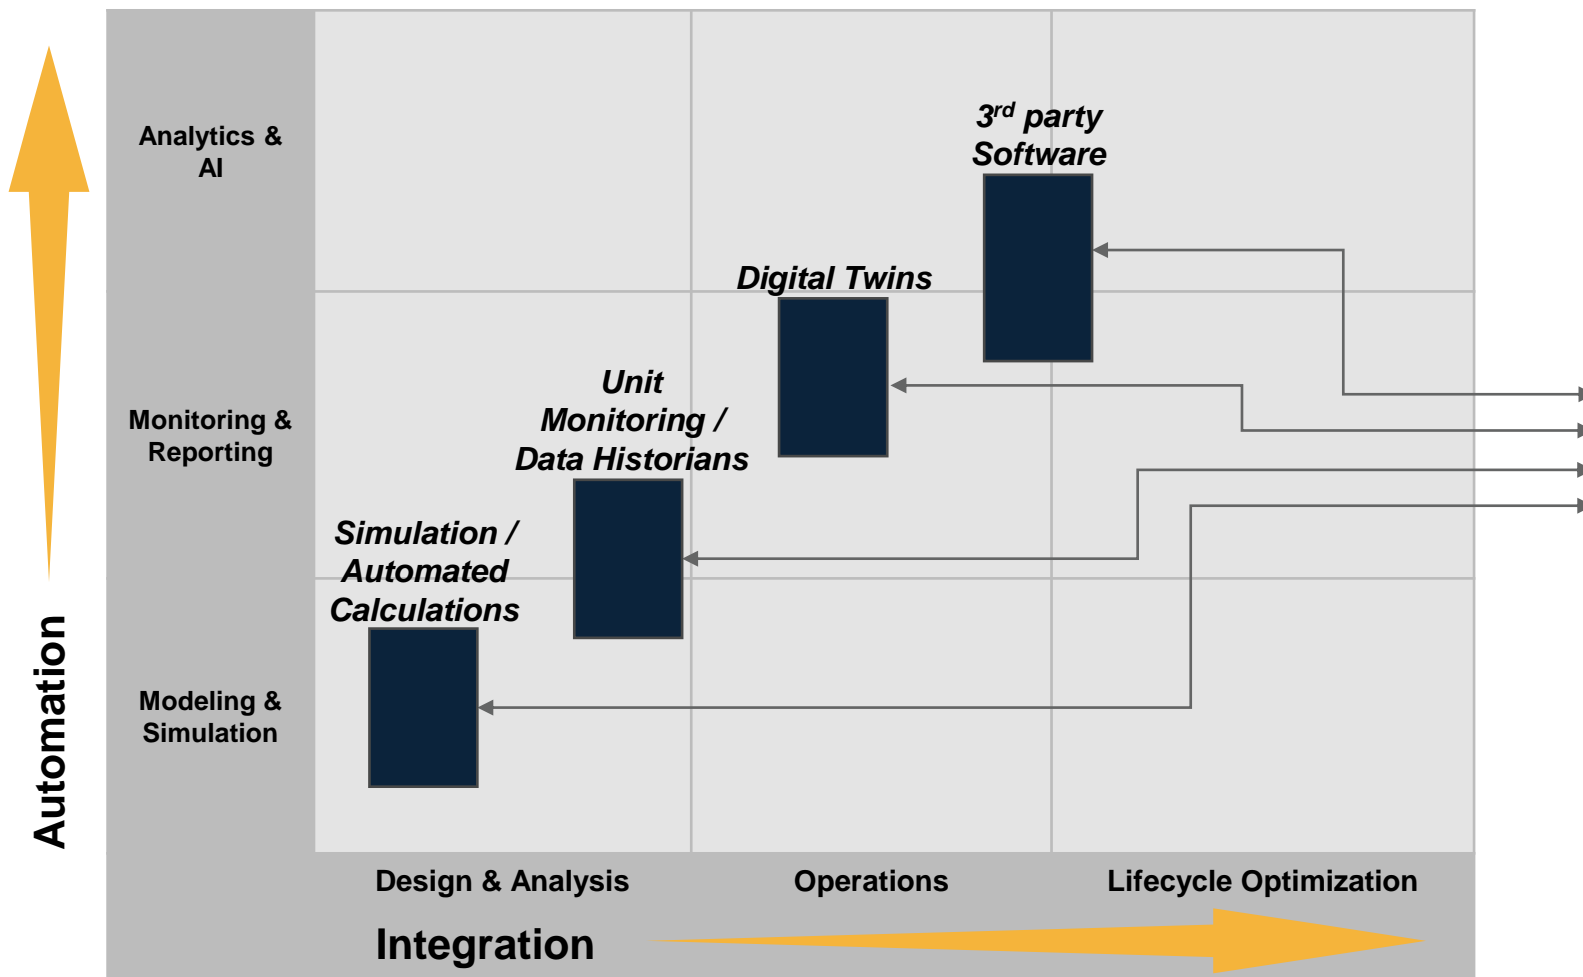 Analytics &
AI
3rd party
Software
Digital Twins
Monitoring &
Reporting
Unit
Monitoring /
Data Historians
Simulation /
Automated
Calculations
Modeling &
Simulation
Automation
Design & Analysis
Operations
Lifecycle Optimization
Integration